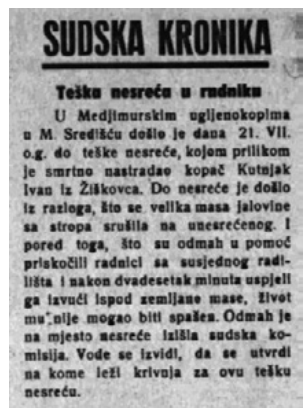 SUDSKA KRONIKA
Teška nesreća u rudniku
U Medjimurskim ugljenokopima
u M. Središću došlo je dana 21. VII.
o.g. do teške nesreće, kojom prilikom
je smrtno nastradao kopač Kutnjak
Ivan iz Žiškovca. Do nesreće je došlo
iz razloga, što se velika masa jalovine
sa stropa srušila na unesrećenog. I
pored toga, što su odmah u pomoć
priskočili radnici sa susjednog radi-
lišta i nakon dvadesetak minuta uspjeli
ga izvući ispod zemljane mase, život
mu nije mogao biti spašen. Odmah je
na mjesto nesreće izišla sudska ko-
misija. Vode se izvidi, da se utvrdi
na kome leži krivnja za ovu tešku
nesreću.